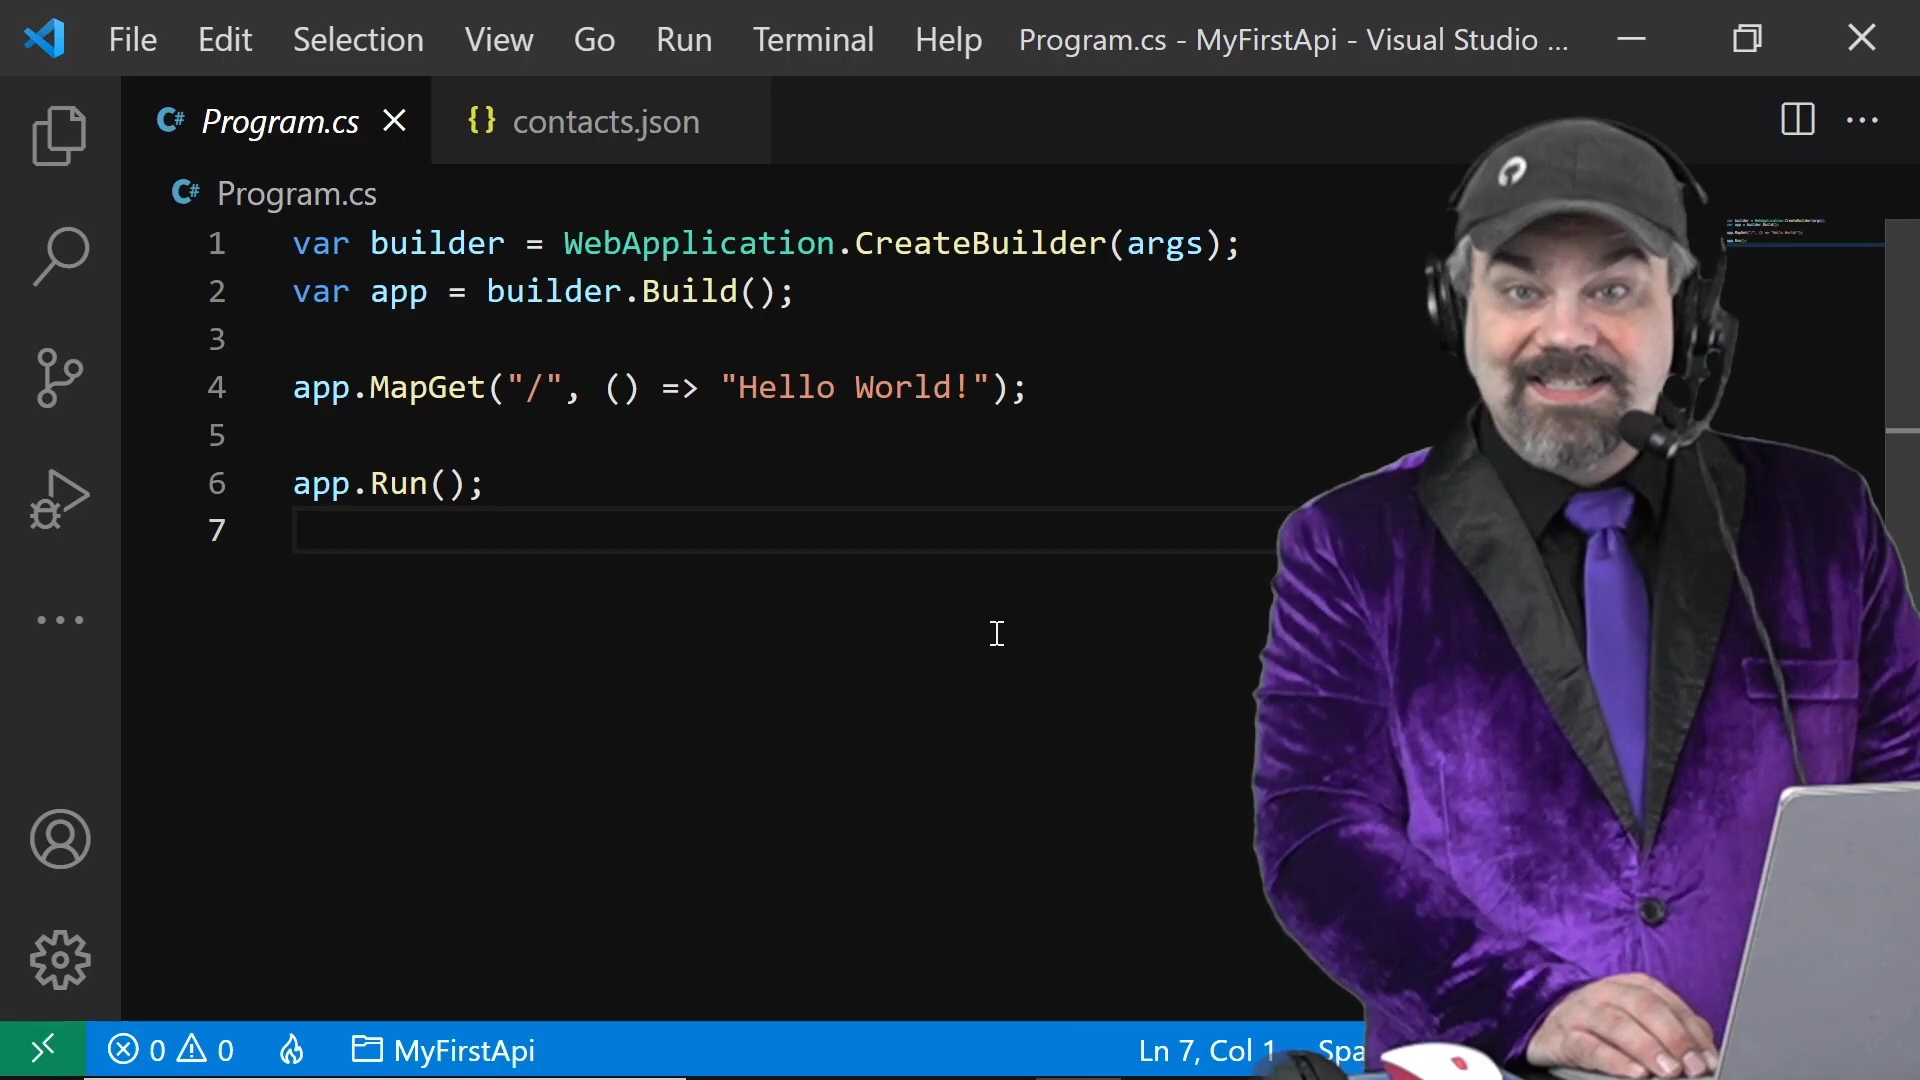 File Edit Selection View Go Run Terminal Help Program.cs - MyFirstApi - Visual Studio ...
C# Program.cs {} contacts.json
C# Program.cs
1 var builder = WebApplication.CreateBuilder(args);
2 var app = builder.Build();
3
4 app.MapGet("/", () => "Hello World!");
5
6 app.Run();
7
0 0 MyFirstApi Ln 7, Col 1 Spa